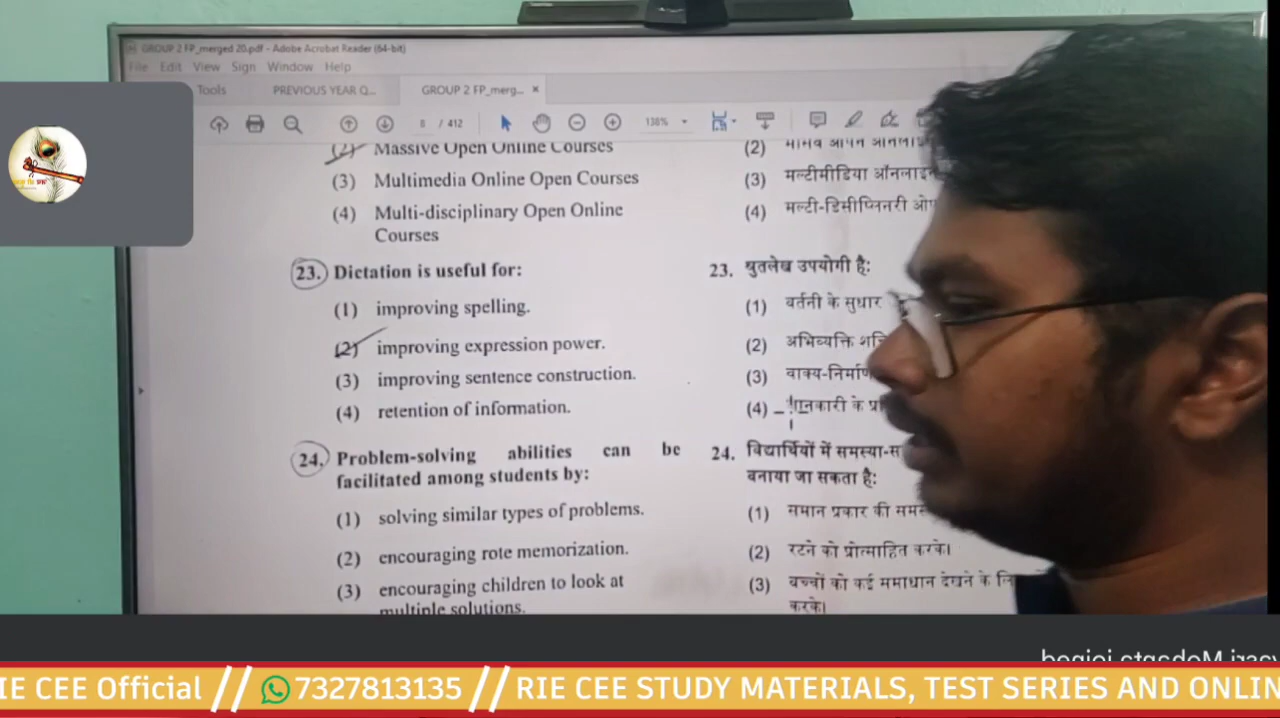 GROUP 2 FP_merged 20.pdf - Adobe Acrobat Reader (64-bit)
File Edit View Sign Window Help
Tools PREVIOUS YEAR Q... GROUP 2 FP_merg... ×
8 / 412 138%
(2) Massive Open Online Courses
(3) Multimedia Online Open Courses
(4) Multi-disciplinary Open Online
Courses
23. Dictation is useful for:
(1) improving spelling.
(2) improving expression power.
(3) improving sentence construction.
(4) retention of information.
24. Problem-solving abilities can be
facilitated among students by:
(1) solving similar types of problems.
(2) encouraging rote memorization.
(3) encouraging children to look at
multiple solutions.
(2)
(3) मल्टीमीडिया
(4) मल्टी-डिसीप्लिनरी
23. श्रुतलेख उपयोगी है:
(1) वर्तनी के सुधार
(2) अभिव्यक्ति
(3)
(4) जानकारी के
24. विद्यार्थियों में
बनाया जा सकता है:
(1) समान प्रकार की
(2) रटने को प्रोत्साहित करके।
(3) बच्चों को कई समाधान देखने के
करके।
IE CEE Official // 7327813135 // RIE CEE STUDY MATERIALS, TEST SERIES AND ONLIN